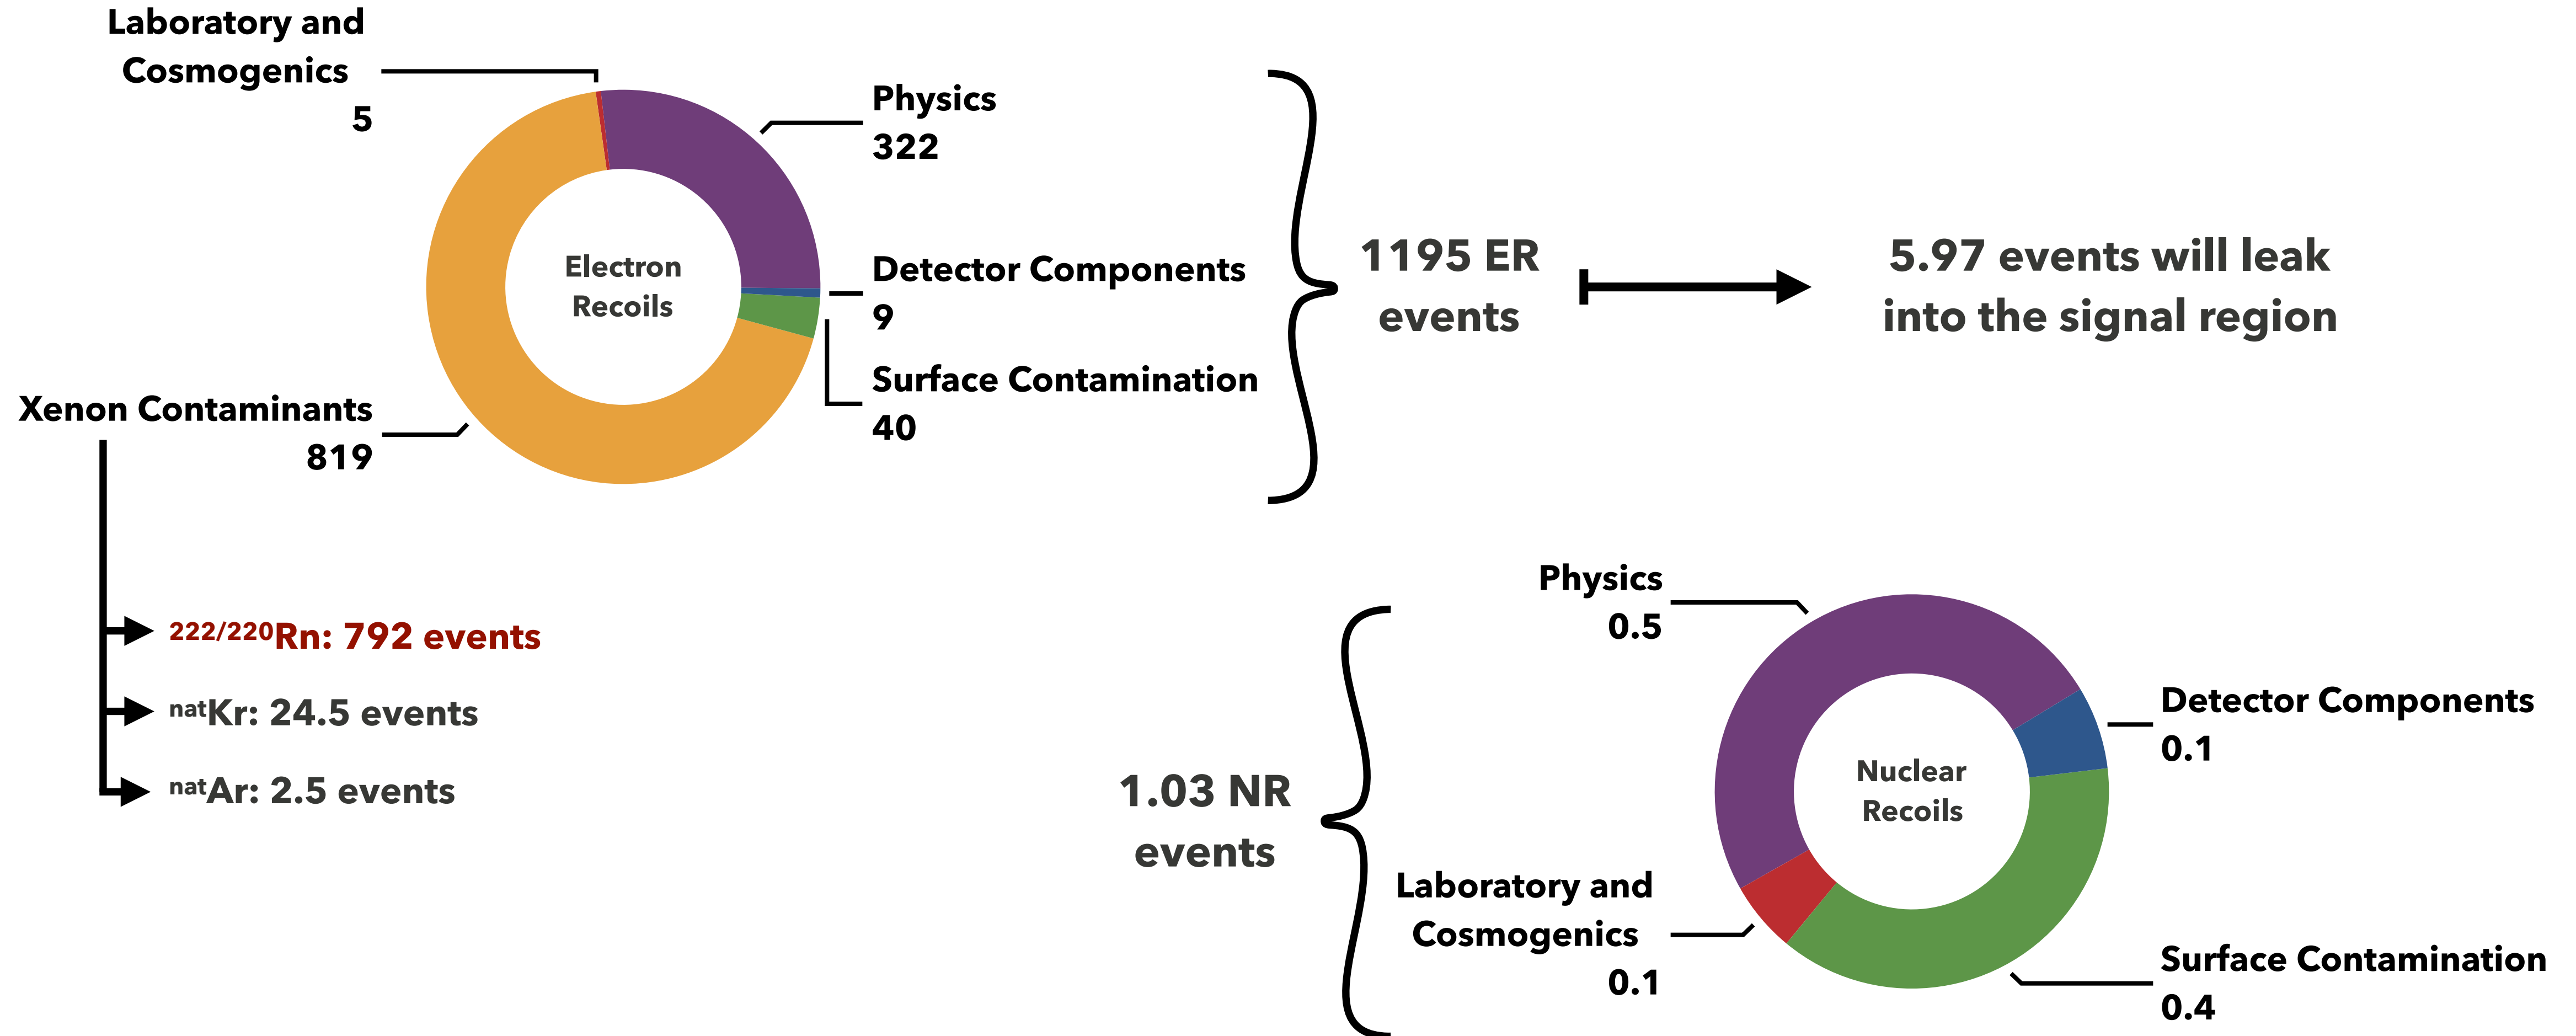 Laboratory and
Cosmogenics
5
Physics
322
Electron
Recoils
Detector Components
9
Surface Contamination
40
Xenon Contaminants
819
1195 ER
events
5.97 events will leak
into the signal region
222/220Rn: 792 events
natKr: 24.5 events
natAr: 2.5 events
1.03 NR
events
Physics
0.5
Nuclear
Recoils
Detector Components
0.1
Laboratory and
Cosmogenics
0.1
Surface Contamination
0.4